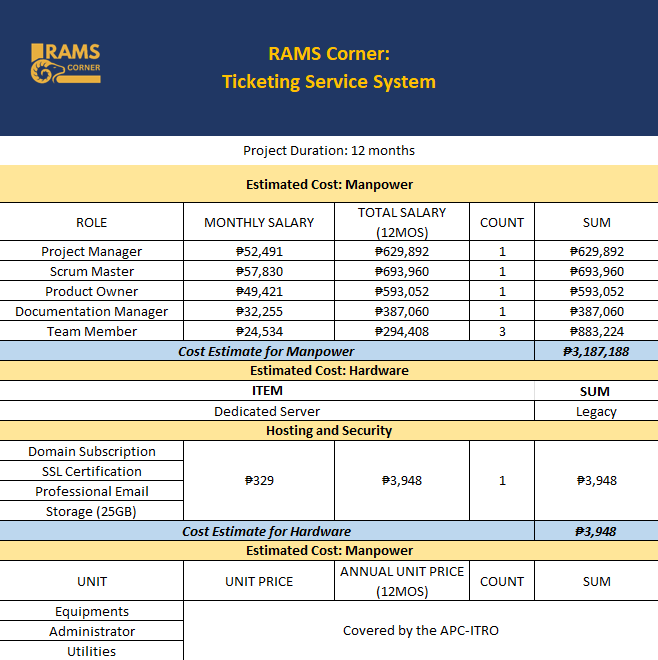 RAMS
CORNER
RAMS Corner:
Ticketing Service System
Project Duration: 12 months
Estimated Cost: Manpower
ROLE MONTHLY SALARY TOTAL SALARY (12MOS) COUNT SUM
Project Manager ₱52,491 ₱629,892 1 ₱629,892
Scrum Master ₱57,830 ₱693,960 1 ₱693,960
Product Owner ₱49,421 ₱593,052 1 ₱593,052
Documentation Manager ₱32,255 ₱387,060 1 ₱387,060
Team Member ₱24,534 ₱294,408 3 ₱883,224
Cost Estimate for Manpower ₱3,187,188
Estimated Cost: Hardware
ITEM SUM
Dedicated Server Legacy
Hosting and Security
Domain Subscription
SSL Certification
Professional Email
Storage (25GB)
₱329 ₱3,948 1 ₱3,948
Cost Estimate for Hardware ₱3,948
Estimated Cost: Manpower
UNIT UNIT PRICE ANNUAL UNIT PRICE (12MOS) COUNT SUM
Equipments
Administrator
Utilities
Covered by the APC-ITRO